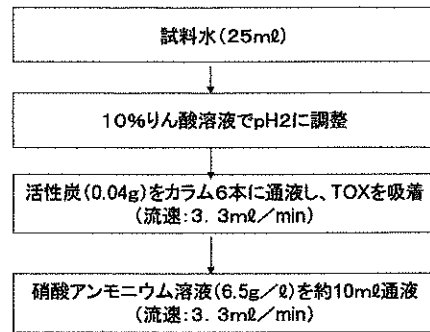 試料水(25mℓ)
10%りん酸溶液でpH2に調整
活性炭(0.04g)をカラム6本に通液し、TOXを吸着
(流速:3.3mℓ/min)
硝酸アンモニウム溶液(6.5g/ℓ)を約10mℓ通液
(流速:3.3mℓ/min)